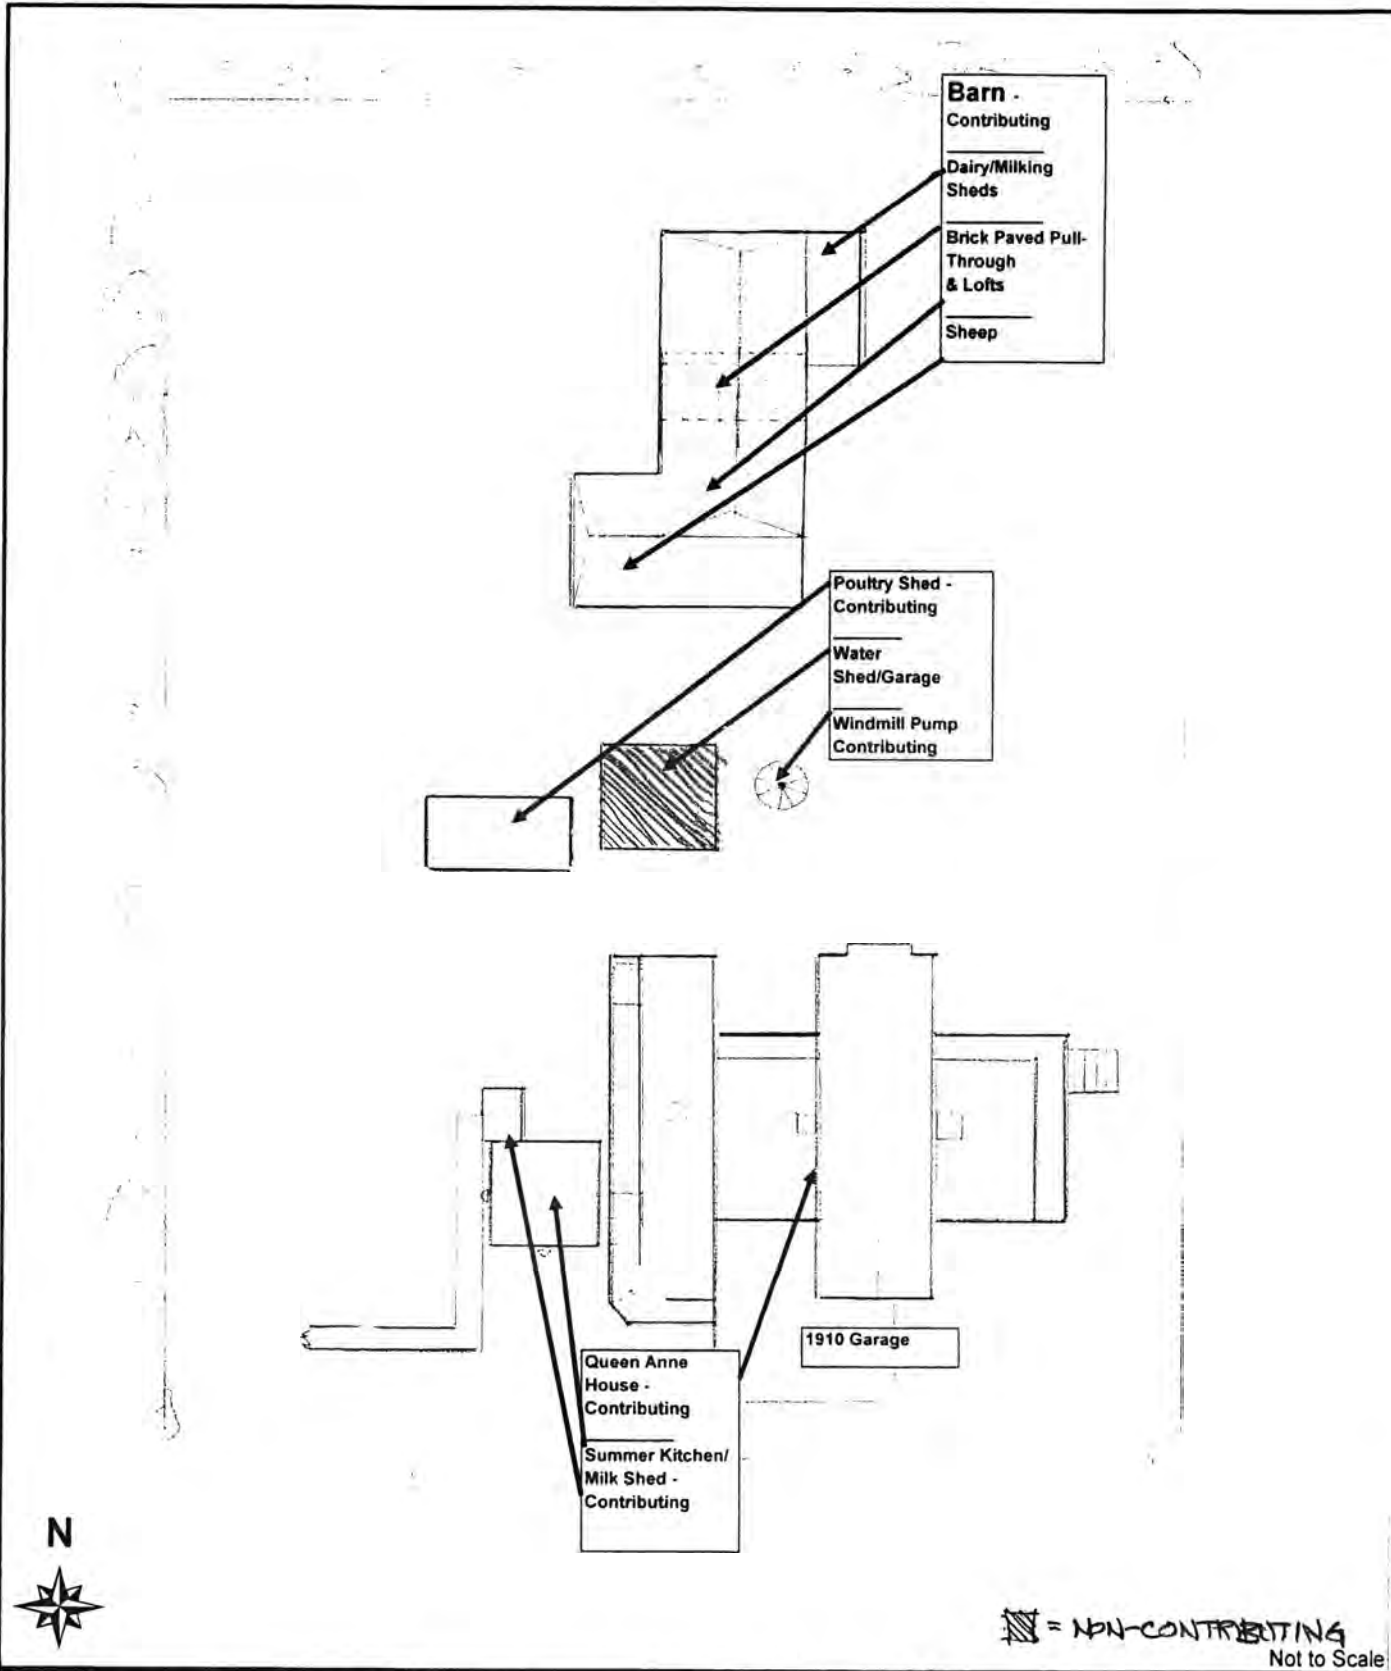 Barn -
Contributing
Dairy/Milking
Sheds
Brick Paved Pull-
Through
& Lofts
Sheep
Poultry Shed -
Contributing
Water
Shed/Garage
Windmill Pump
Contributing
1910 Garage
Queen Anne
House -
Contributing
Summer Kitchen/
Milk Shed -
Contributing
N
= NON-CONTRIBUTING
Not to Scale